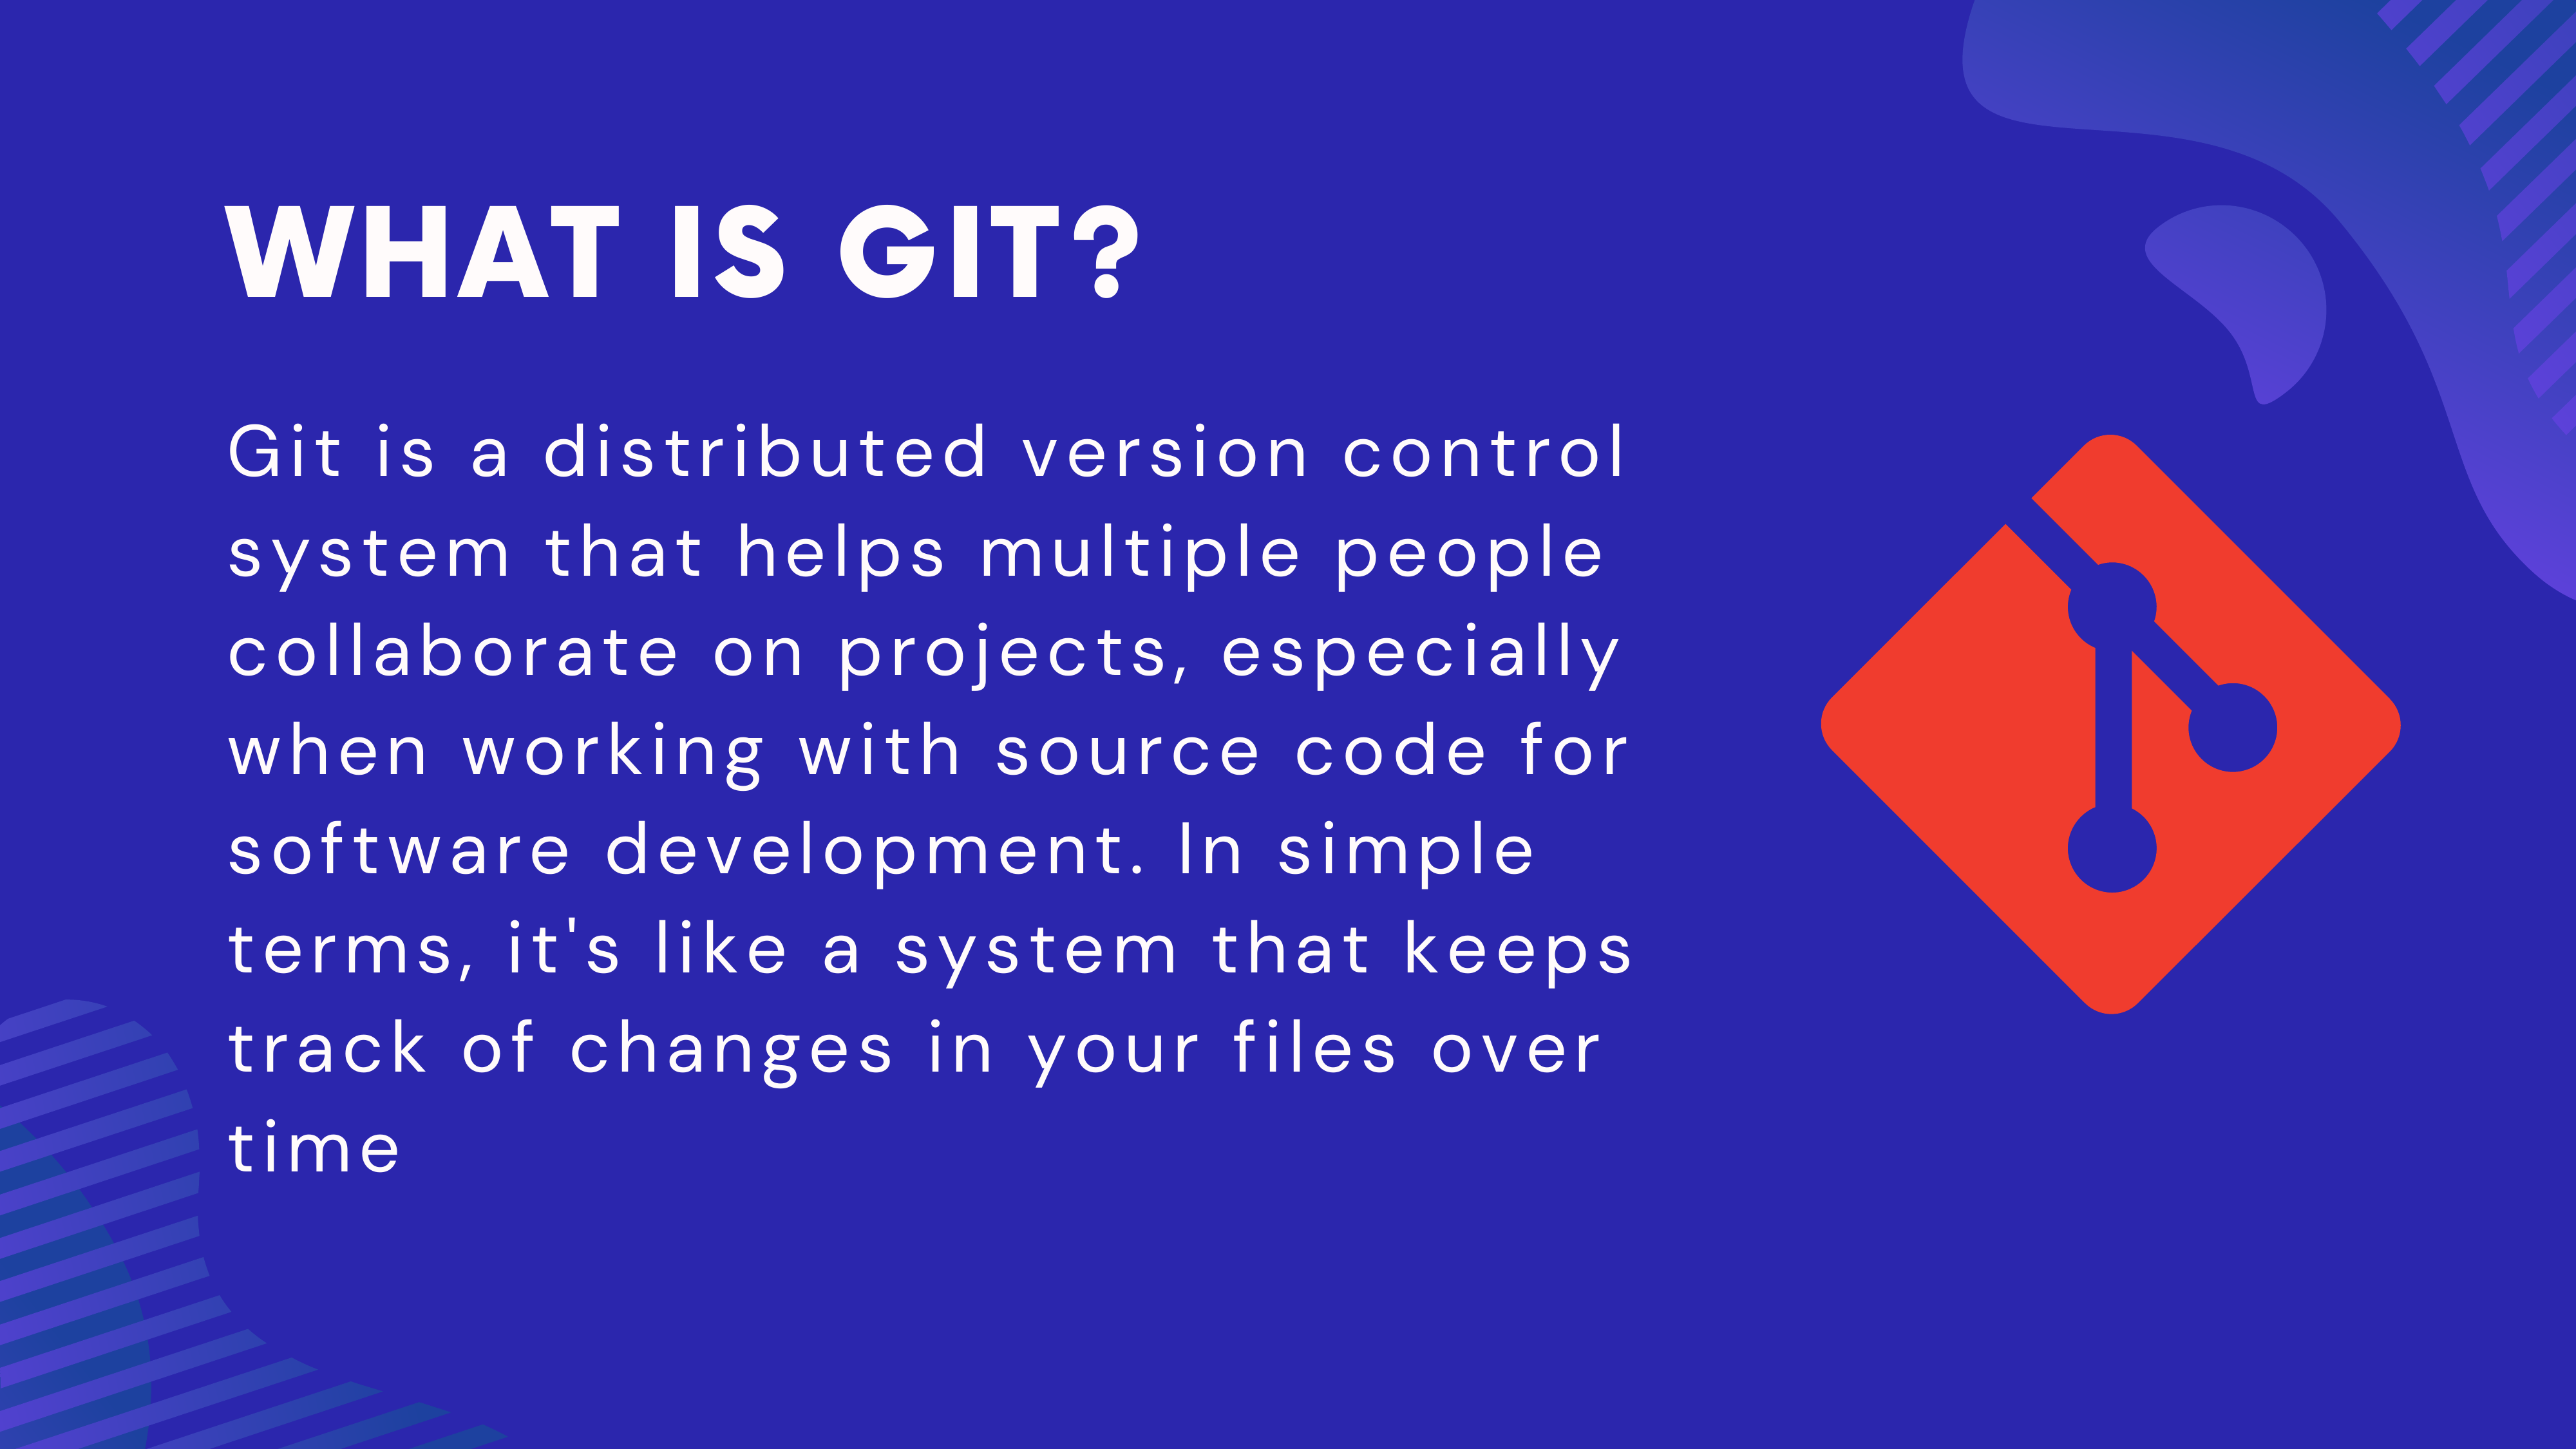 WHAT IS GIT?
Git is a distributed version control
system that helps multiple people
collaborate on projects, especially
when working with source code for
software development. In simple
terms, it's like a system that keeps
track of changes in your files over
time